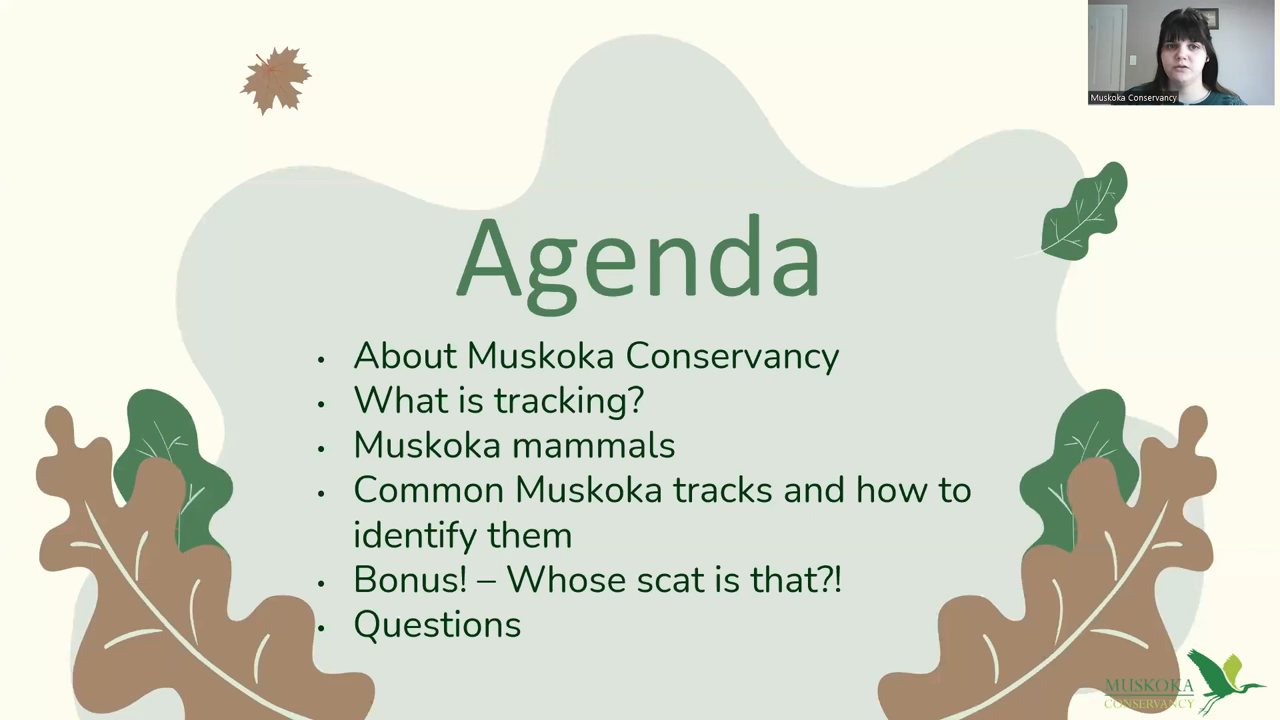 Muskoka Conservancy
Agenda
• About Muskoka Conservancy
• What is tracking?
• Muskoka mammals
• Common Muskoka tracks and how to
identify them
• Bonus! – Whose scat is that?!
• Questions
MUSKOKA
CONSERVANCY